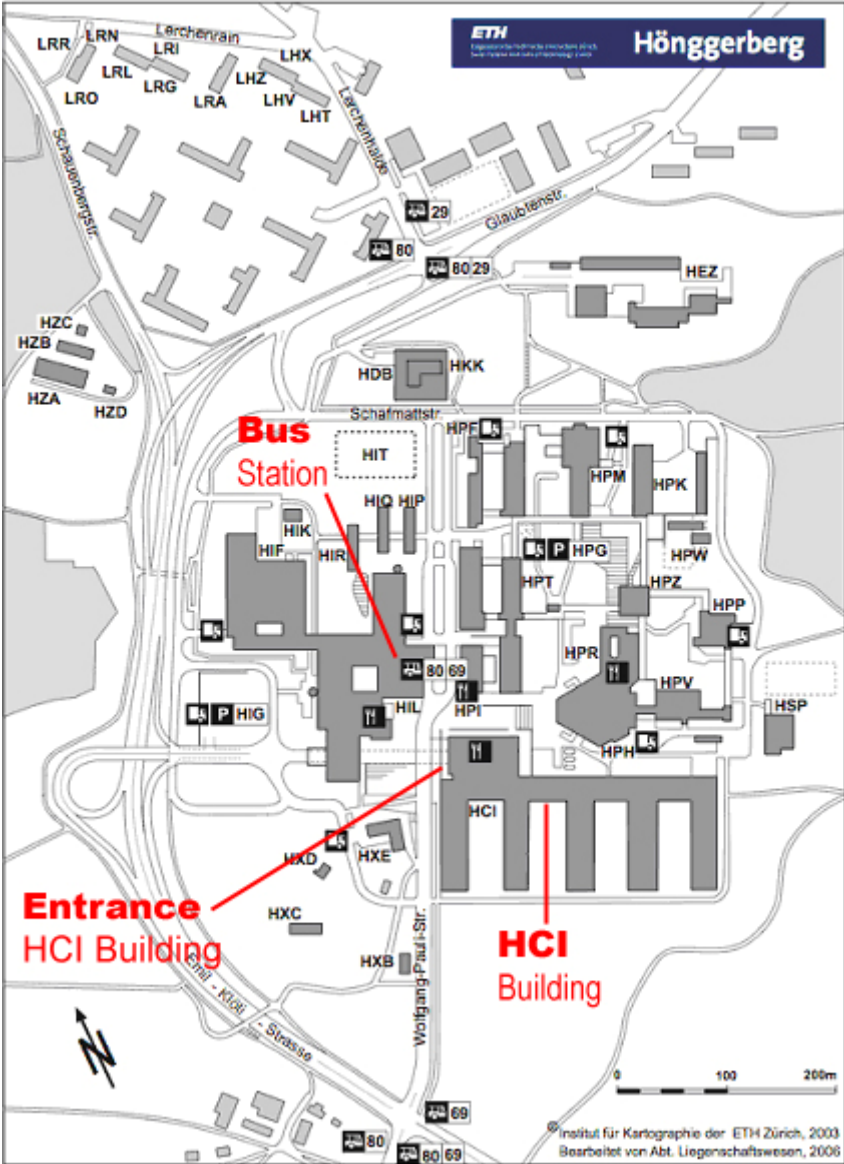 ETH
Hönggerberg
Lerchenrain
LRR
LRN
LRL
LRI
LRG
LRO
LRA
LHX
LHZ
LHV
LHT
Lerchenhalde
Schauenbergstr.
29
Glaubtenstr.
80
80 29
HEZ
HZC
HZB
HZA
HZD
HDB
HKK
Schafmattstr.
Bus
Station
HIT
HPF
HPM
HPK
HIQ
HIP
HIK
HIF
HIR
P HPG
HPW
HPT
HPZ
HPP
HPR
80 69
HIL
HPI
HPV
HSP
P HIG
HPH
HCI
HXD
HXE
Entrance
HCI Building
HXC
HXB
HCI
Building
Wolfgang-Pauli-Str.
Emil - Klöti - Strasse
N
0 100 200m
69
80
80 69
© Institut für Kartographie der ETH Zürich, 2003
Bearbeitet von Abt. Liegenschaftswesen, 2006